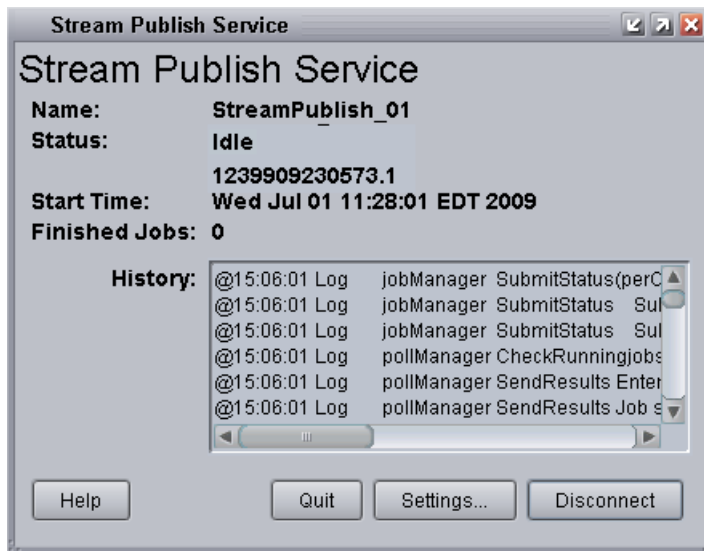 Stream Publish Service
Stream Publish Service
Name: StreamPublish_01
Status: Idle
1239909230573.1
Start Time: Wed Jul 01 11:28:01 EDT 2009
Finished Jobs: 0
History: @15:06:01 Log jobManager SubmitStatus(perC
@15:06:01 Log jobManager SubmitStatus Sul
@15:06:01 Log jobManager SubmitStatus Sul
@15:06:01 Log pollManager CheckRunningjobs
@15:06:01 Log pollManager SendResults Enter
@15:06:01 Log pollManager SendResults Job s
Help Quit Settings... Disconnect